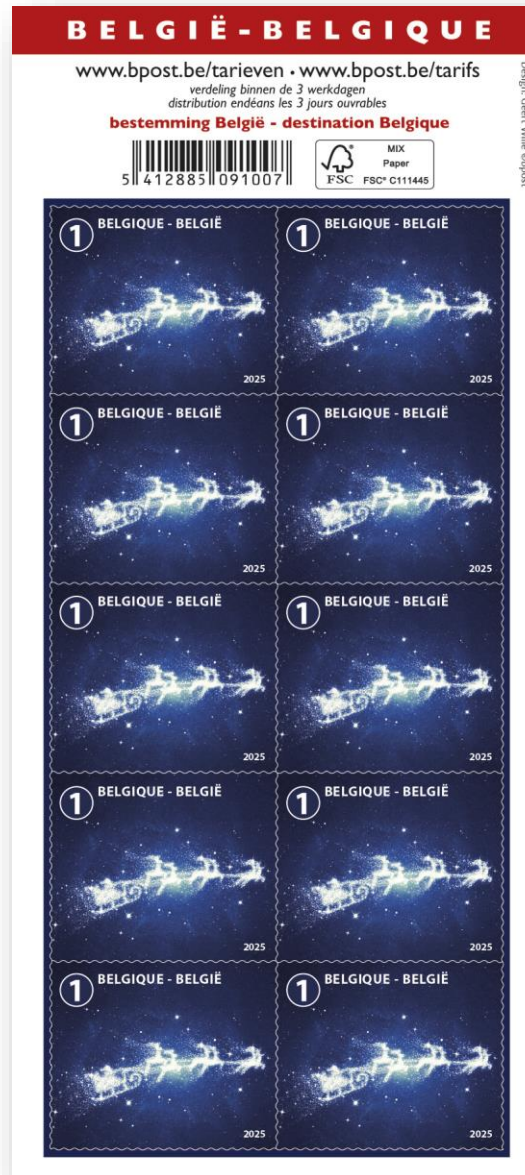 BELGIË-BELGIQUE
www.bpost.be/tarieven • www.bpost.be/tarifs
verdeling binnen de 3 werkdagen
distribution endéans les 3 jours ouvrables
bestemming België - destination Belgique
5 412885 091007
FSC
MIX
Paper
FSC® C111445
1 BELGIQUE - BELGIË
2025
1 BELGIQUE - BELGIË
2025
1 BELGIQUE - BELGIË
2025
1 BELGIQUE - BELGIË
2025
1 BELGIQUE - BELGIË
2025
1 BELGIQUE - BELGIË
2025
1 BELGIQUE - BELGIË
2025
1 BELGIQUE - BELGIË
2025
1 BELGIQUE - BELGIË
2025
1 BELGIQUE - BELGIË
2025